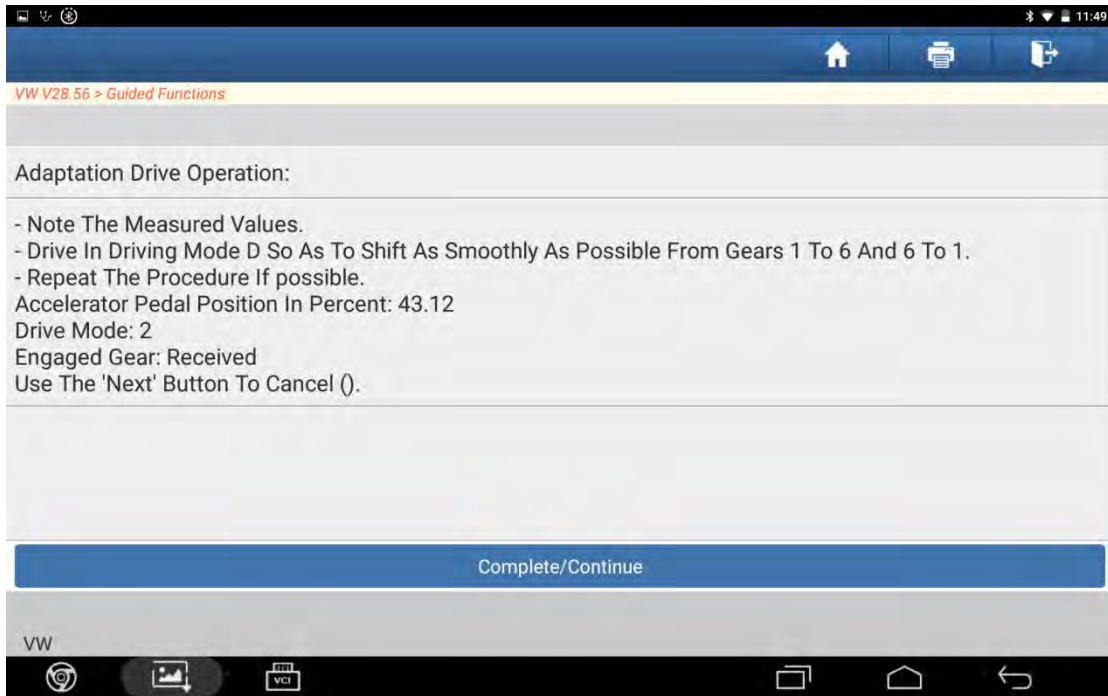 11:49
VW V28.56 > Guided Functions
Adaptation Drive Operation:
- Note The Measured Values.
- Drive In Driving Mode D So As To Shift As Smoothly As Possible From Gears 1 To 6 And 6 To 1.
- Repeat The Procedure If possible.
Accelerator Pedal Position In Percent: 43.12
Drive Mode: 2
Engaged Gear: Received
Use The 'Next' Button To Cancel ().
Complete/Continue
VW
VCI